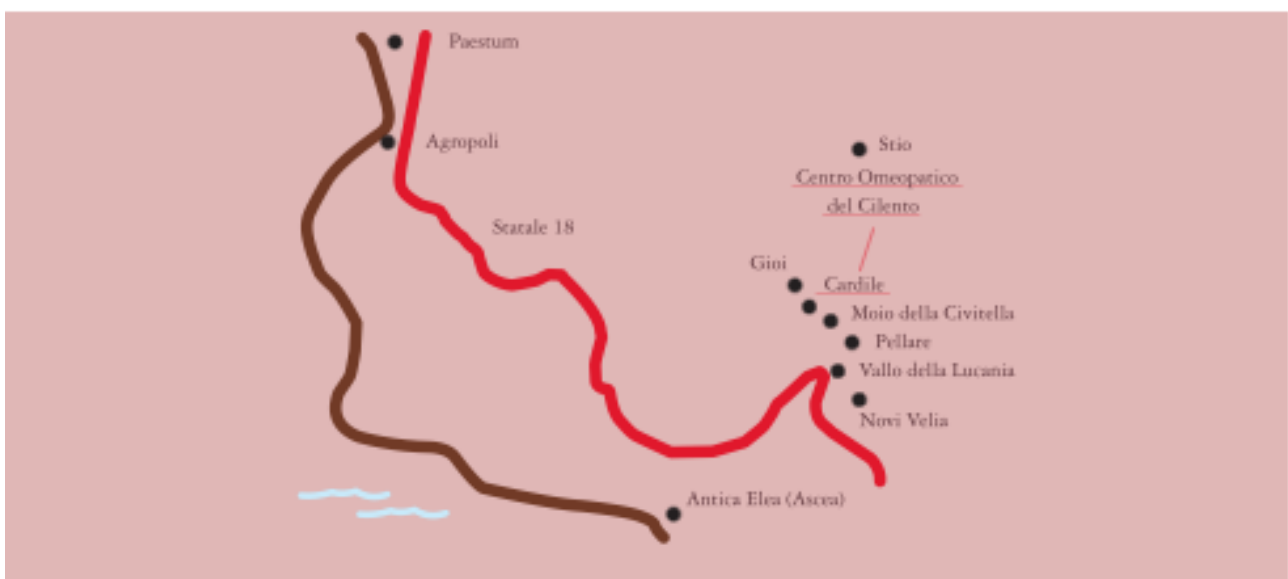 Paestum
Agropoli
Stio
Centro Omeopatico
del Cilento
Statale 18
Gioi
Cardile
Moio della Civitella
Pellare
Vallo della Lucania
Novi Velia
Antica Elea (Ascea)